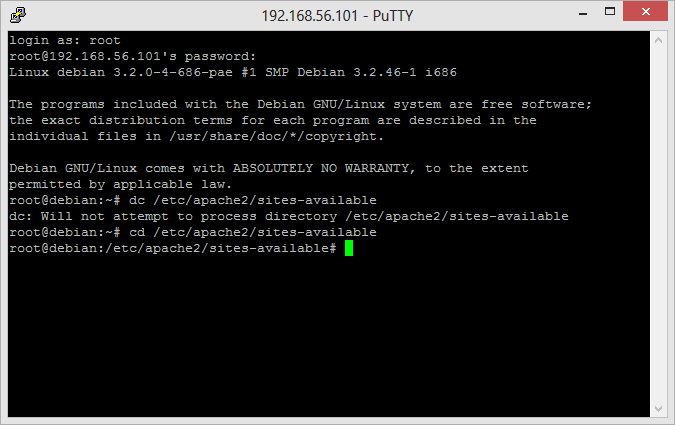 192.168.56.101 - PuTTY
login as: root
root@192.168.56.101's password:
Linux debian 3.2.0-4-686-pae #1 SMP Debian 3.2.46-1 i686
The programs included with the Debian GNU/Linux system are free software;
the exact distribution terms for each program are described in the
individual files in /usr/share/doc/*/copyright.
Debian GNU/Linux comes with ABSOLUTELY NO WARRANTY, to the extent
permitted by applicable law.
root@debian:~# dc /etc/apache2/sites-available
dc: Will not attempt to process directory /etc/apache2/sites-available
root@debian:~# cd /etc/apache2/sites-available
root@debian:/etc/apache2/sites-available#